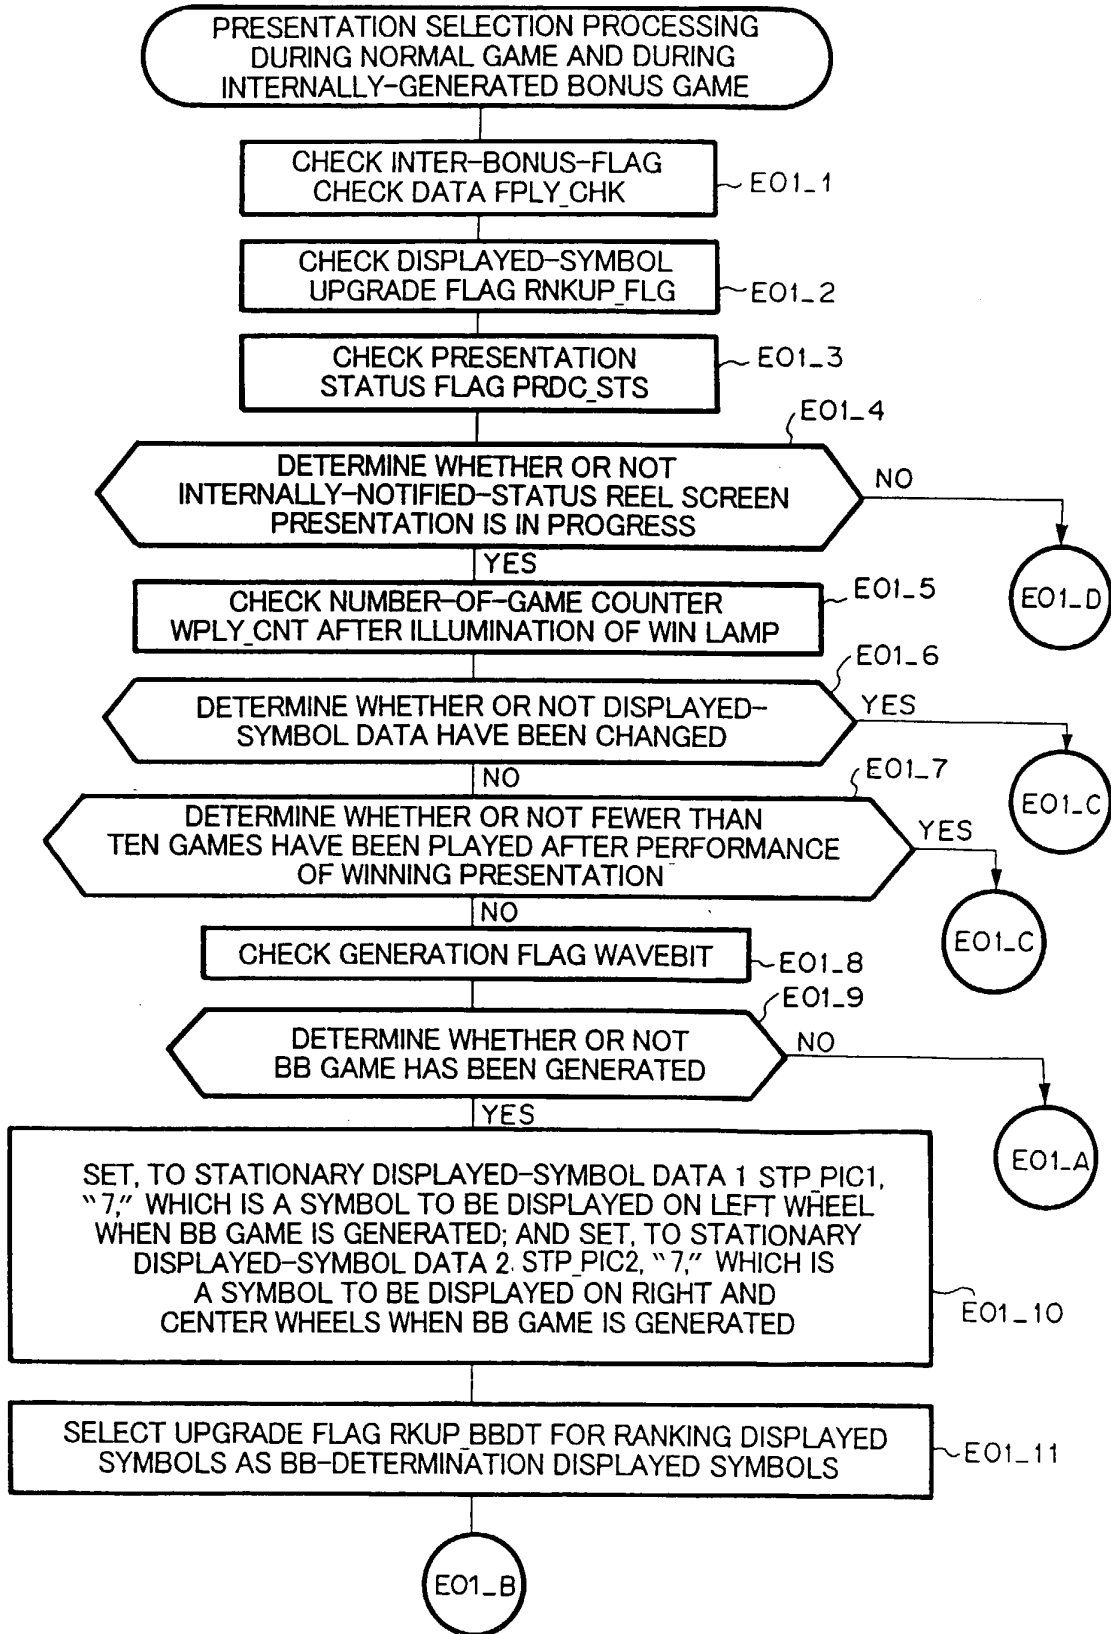 PRESENTATION SELECTION PROCESSING
DURING NORMAL GAME AND DURING
INTERNALLY-GENERATED BONUS GAME
CHECK INTER-BONUS-FLAG
CHECK DATA FPLY_CHK
E01_1
CHECK DISPLAYED-SYMBOL
UPGRADE FLAG RNKUP_FLG
E01_2
CHECK PRESENTATION
STATUS FLAG PRDC_STS
E01_3
E01_4
DETERMINE WHETHER OR NOT
INTERNALLY-NOTIFIED-STATUS REEL SCREEN
PRESENTATION IS IN PROGRESS
NO
E01_D
YES
CHECK NUMBER-OF-GAME COUNTER
WPLY_CNT AFTER ILLUMINATION OF WIN LAMP
E01_5
E01_6
DETERMINE WHETHER OR NOT DISPLAYED-
SYMBOL DATA HAVE BEEN CHANGED
YES
E01_C
NO
E01_7
DETERMINE WHETHER OR NOT FEWER THAN
TEN GAMES HAVE BEEN PLAYED AFTER PERFORMANCE
OF WINNING PRESENTATION
YES
E01_C
NO
CHECK GENERATION FLAG WAVEBIT
E01_8
E01_9
DETERMINE WHETHER OR NOT
BB GAME HAS BEEN GENERATED
NO
E01_A
YES
SET, TO STATIONARY DISPLAYED-SYMBOL DATA 1 STP_PIC1,
"7," WHICH IS A SYMBOL TO BE DISPLAYED ON LEFT WHEEL
WHEN BB GAME IS GENERATED; AND SET, TO STATIONARY
DISPLAYED-SYMBOL DATA 2 STP_PIC2, "7," WHICH IS
A SYMBOL TO BE DISPLAYED ON RIGHT AND
CENTER WHEELS WHEN BB GAME IS GENERATED
E01_10
SELECT UPGRADE FLAG RKUP_BBDT FOR RANKING DISPLAYED
SYMBOLS AS BB-DETERMINATION DISPLAYED SYMBOLS
E01_11
E01_B